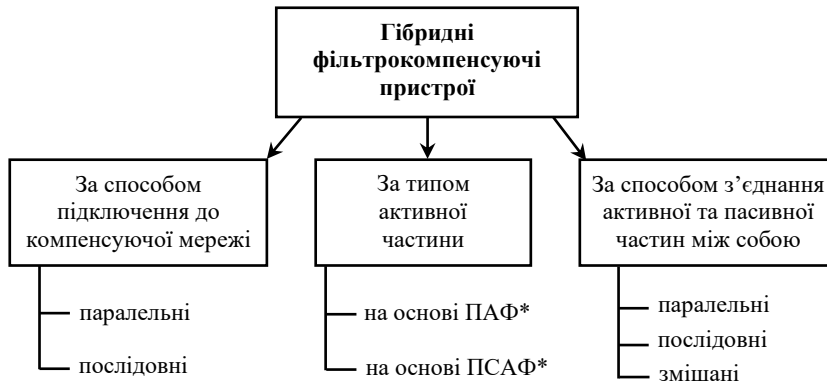 Гібридні
фільтрокомпенсуючі
пристрої
За способом
підключення до
компенсуючої мережі
паралельні
послідовні
За типом
активної
частини
на основі ПАФ*
на основі ПСАФ*
За способом з’єднання
активної та пасивної
частин між собою
паралельні
послідовні
змішані